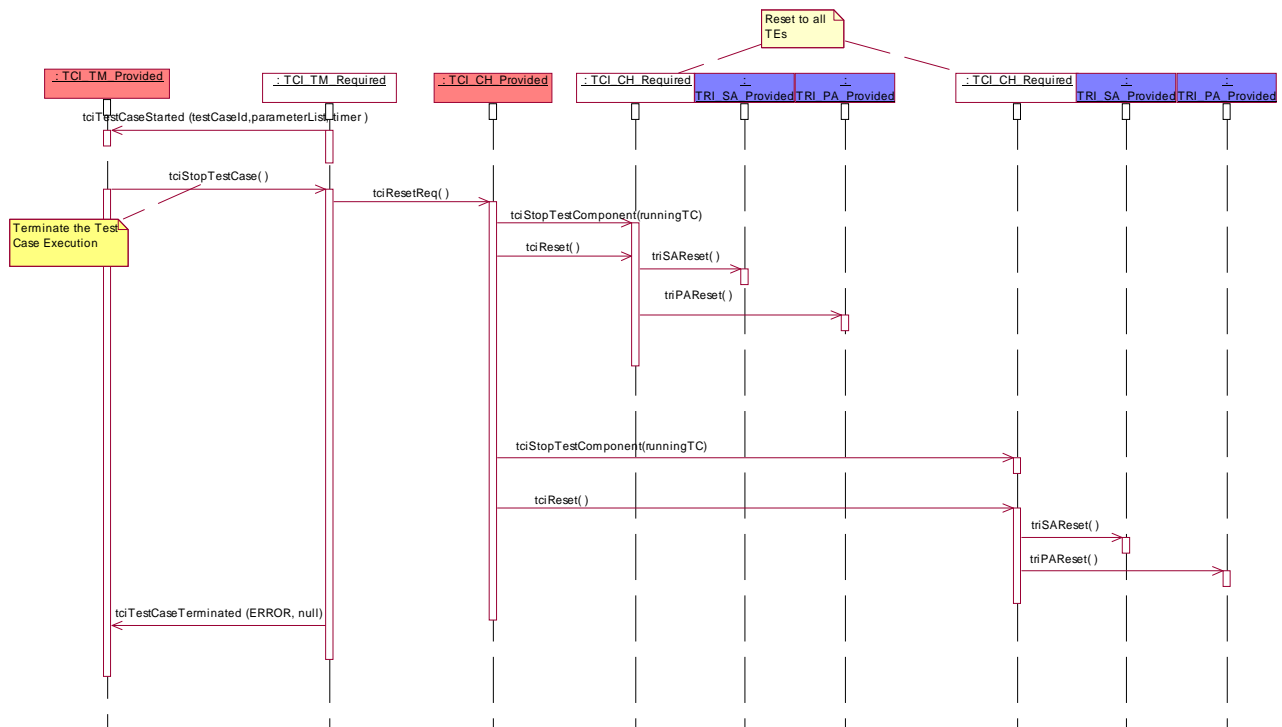 Reset to all
TEs
: TCI_TM_Provided
: TCI_TM_Required
: TCI_CH_Provided
: TCI_CH_Required
:
TRI_SA_Provided
:
TRI_PA_Provided
: TCI_CH_Required
:
TRI_SA_Provided
:
TRI_PA_Provided
tciTestCaseStarted (testCaseId,parameterList, timer )
tciStopTestCase( )
tciResetReq( )
tciStopTestComponent(runningTC)
Terminate the Test
Case Execution
tciReset( )
triSAReset( )
triPAReset( )
tciStopTestComponent(runningTC)
tciReset( )
triSAReset( )
triPAReset( )
tciTestCaseTerminated (ERROR, null)